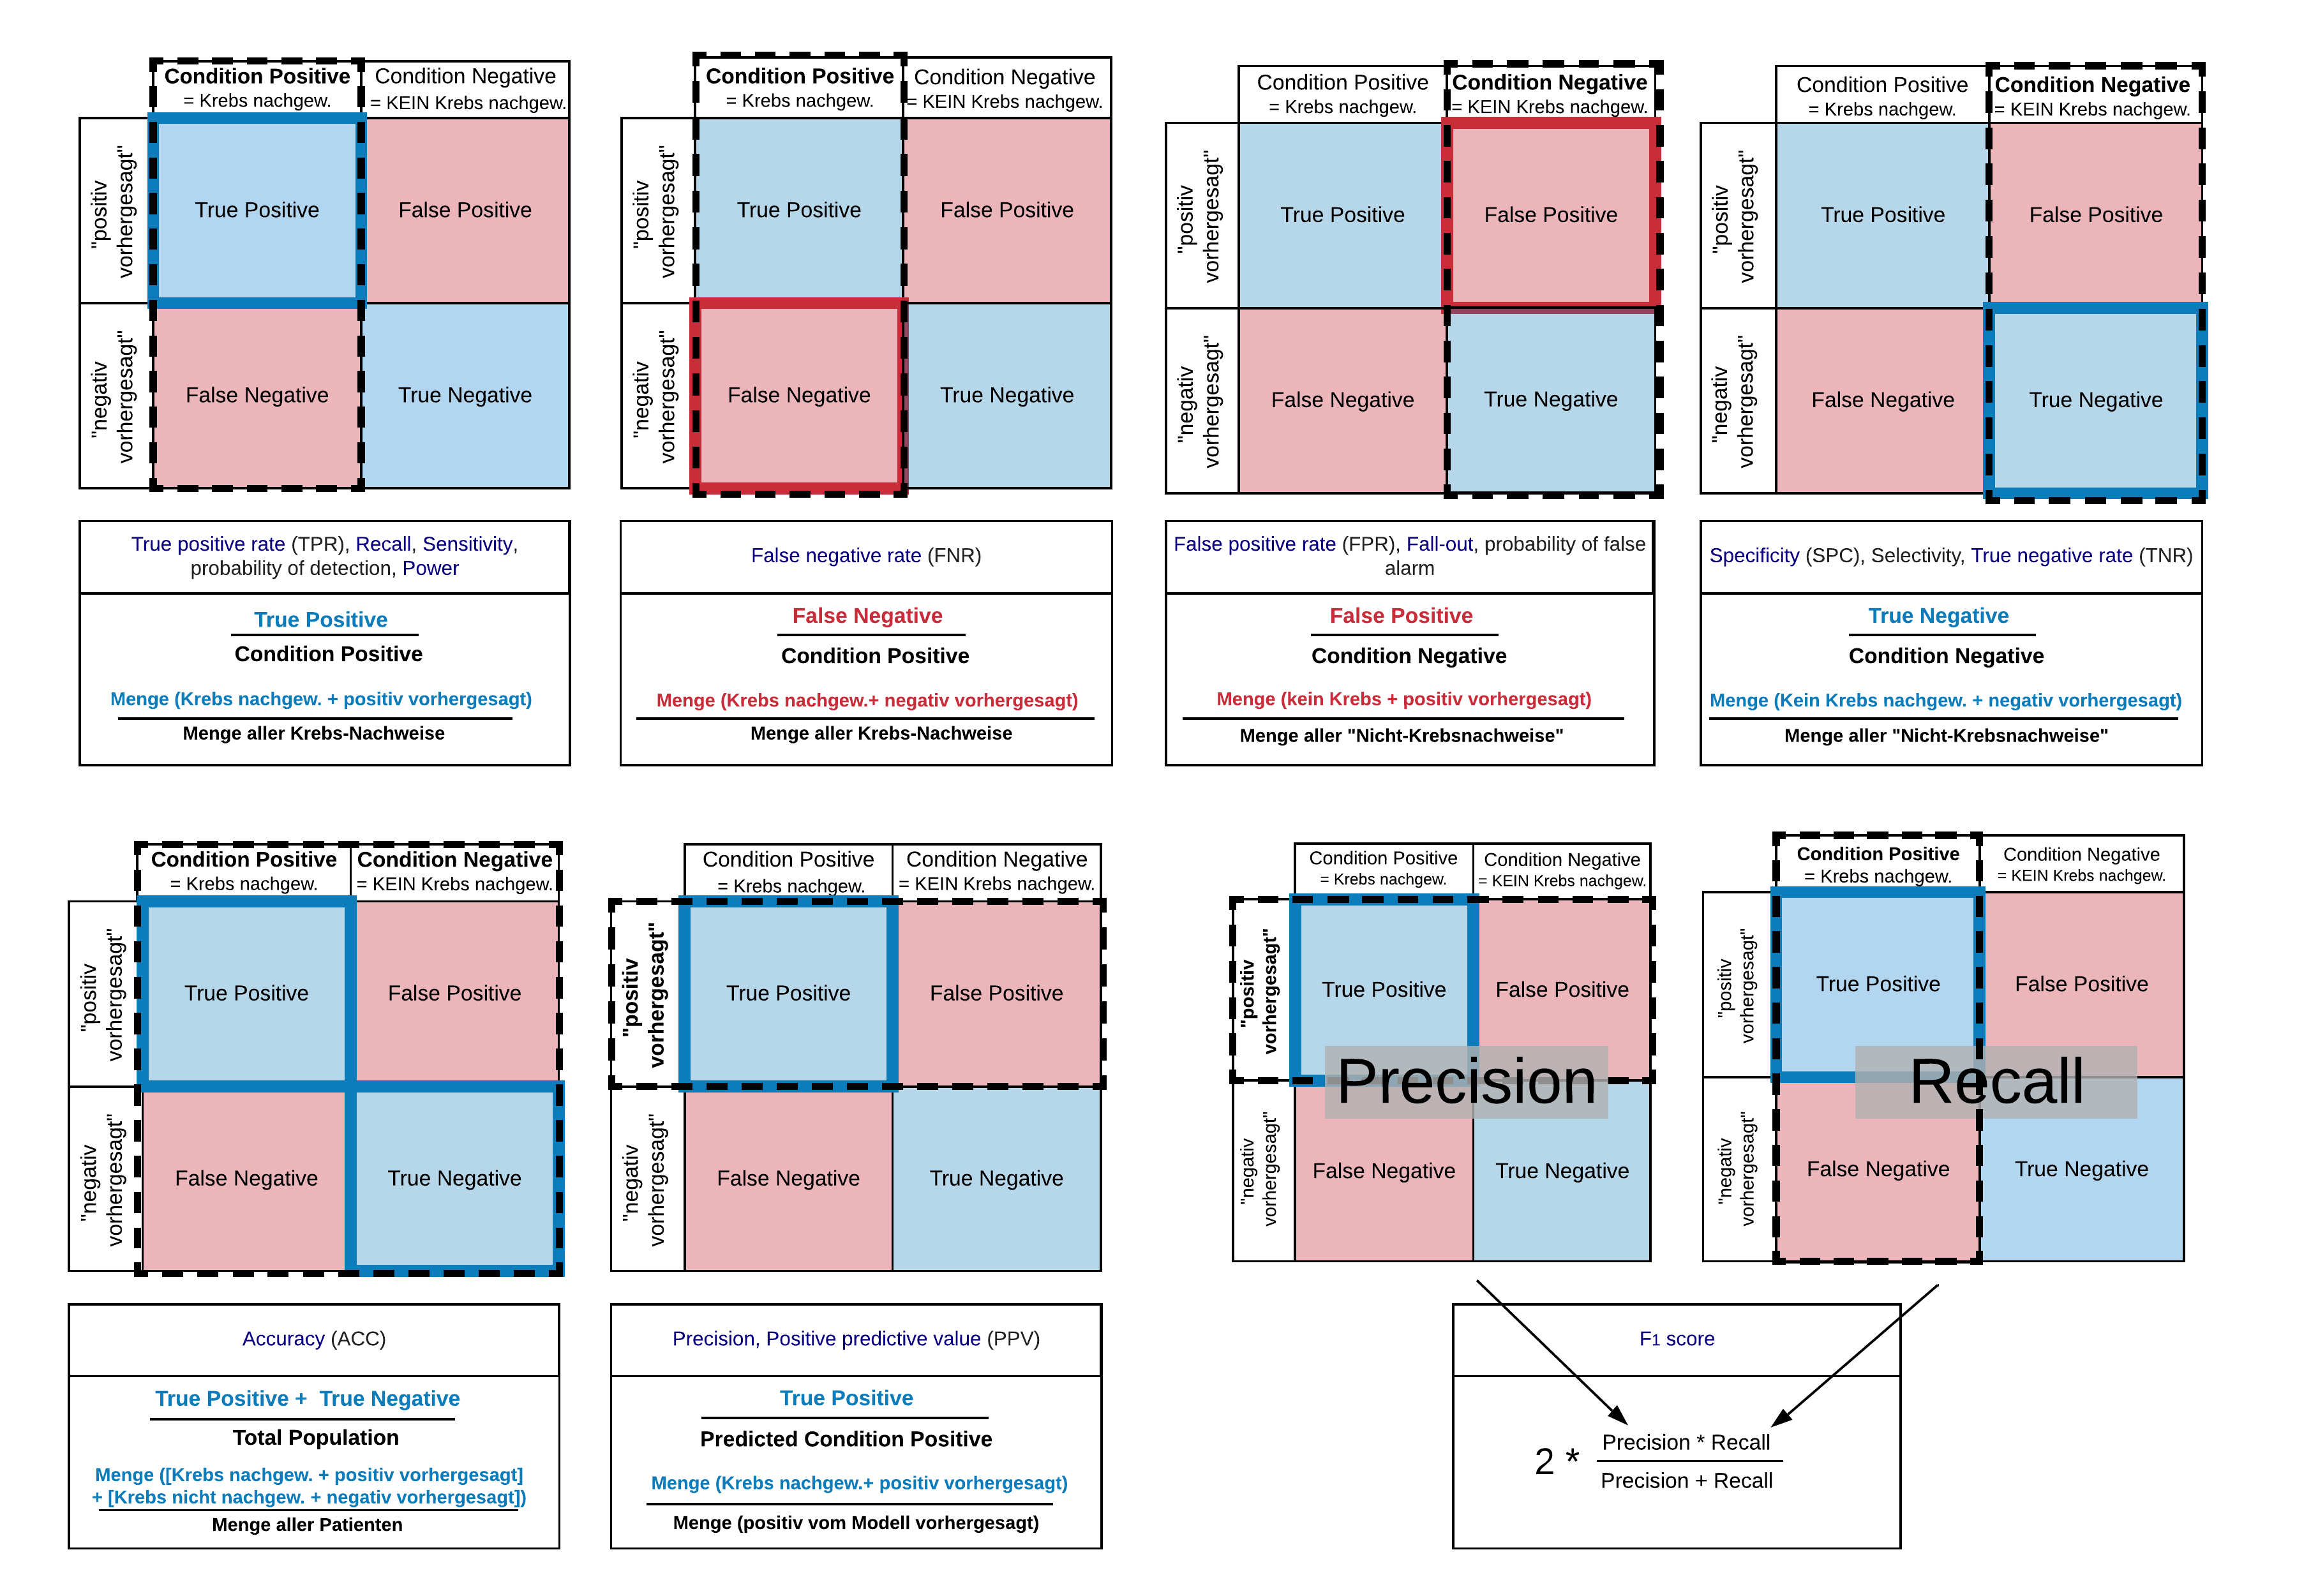 Condition Positive
= Krebs nachgew.
Condition Negative
= KEIN Krebs nachgew.
"positiv
vorhergesagt"
True Positive
False Positive
"negativ
vorhergesagt"
False Negative
True Negative
True positive rate (TPR), Recall, Sensitivity,
probability of detection, Power
True Positive
Condition Positive
Menge (Krebs nachgew. + positiv vorhergesagt)
Menge aller Krebs-Nachweise
Condition Positive
= Krebs nachgew.
Condition Negative
= KEIN Krebs nachgew.
"positiv
vorhergesagt"
True Positive
False Positive
"negativ
vorhergesagt"
False Negative
True Negative
False negative rate (FNR)
False Negative
Condition Positive
Menge (Krebs nachgew.+ negativ vorhergesagt)
Menge aller Krebs-Nachweise
Condition Positive
= Krebs nachgew.
Condition Negative
= KEIN Krebs nachgew.
"positiv
vorhergesagt"
True Positive
False Positive
"negativ
vorhergesagt"
False Negative
True Negative
False positive rate (FPR), Fall-out, probability of false
alarm
False Positive
Condition Negative
Menge (kein Krebs + positiv vorhergesagt)
Menge aller "Nicht-Krebsnachweise"
Condition Positive
= Krebs nachgew.
Condition Negative
= KEIN Krebs nachgew.
"positiv
vorhergesagt"
True Positive
False Positive
"negativ
vorhergesagt"
False Negative
True Negative
Specificity (SPC), Selectivity, True negative rate (TNR)
True Negative
Condition Negative
Menge (Kein Krebs nachgew. + negativ vorhergesagt)
Menge aller "Nicht-Krebsnachweise"
Condition Positive
= Krebs nachgew.
Condition Negative
= KEIN Krebs nachgew.
"positiv
vorhergesagt"
True Positive
False Positive
"negativ
vorhergesagt"
False Negative
True Negative
Accuracy (ACC)
True Positive + True Negative
Total Population
Menge ([Krebs nachgew. + positiv vorhergesagt]
+ [Krebs nicht nachgew. + negativ vorhergesagt])
Menge aller Patienten
Condition Positive
= Krebs nachgew.
Condition Negative
= KEIN Krebs nachgew.
"positiv
vorhergesagt"
True Positive
False Positive
"negativ
vorhergesagt"
False Negative
True Negative
Precision, Positive predictive value (PPV)
True Positive
Predicted Condition Positive
Menge (Krebs nachgew.+ positiv vorhergesagt)
Menge (positiv vom Modell vorhergesagt)
Condition Positive
= Krebs nachgew.
Condition Negative
= KEIN Krebs nachgew.
"positiv
vorhergesagt"
True Positive
False Positive
Precision
"negativ
vorhergesagt"
False Negative
True Negative
Condition Positive
= Krebs nachgew.
Condition Negative
= KEIN Krebs nachgew.
"positiv
vorhergesagt"
True Positive
False Positive
Recall
"negativ
vorhergesagt"
False Negative
True Negative
F1 score
2 *
Precision * Recall
Precision + Recall